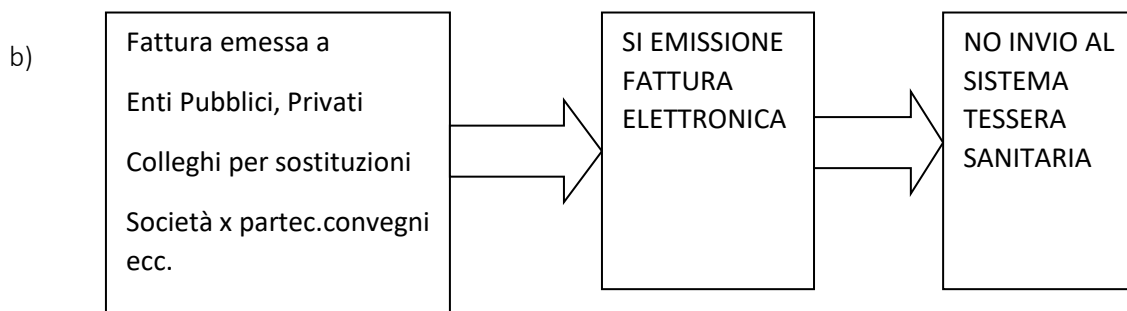 b)
Fattura emessa a
Enti Pubblici, Privati
Colleghi per sostituzioni
Società x partec.convegni
ecc.
SI EMISSIONE
FATTURA
ELETTRONICA
NO INVIO AL
SISTEMA
TESSERA
SANITARIA